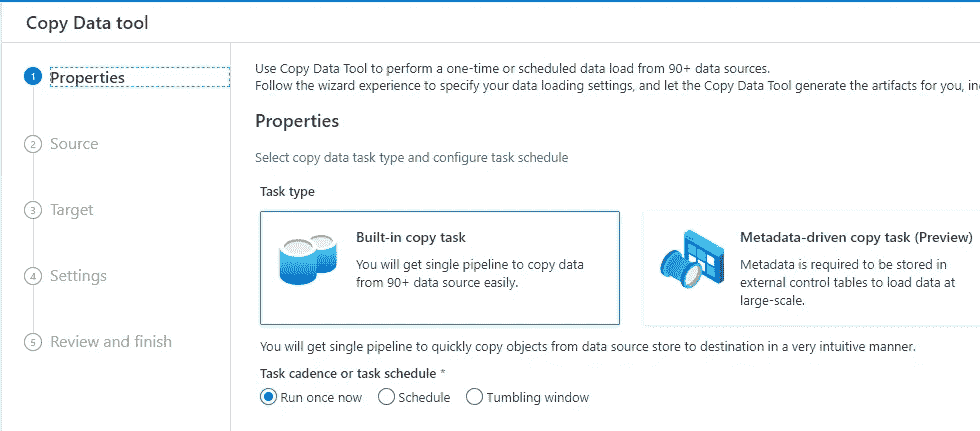 Copy Data tool
1 Properties
2 Source
3 Target
4 Settings
5 Review and finish
Use Copy Data Tool to perform a one-time or scheduled data load from 90+ data sources.
Follow the wizard experience to specify your data loading settings, and let the Copy Data Tool generate the artifacts for you,
Properties
Select copy data task type and configure task schedule
Task type
Built-in copy task
You will get single pipeline to copy data
from 90+ data source easily.
Metadata-driven copy task (Preview)
Metadata is required to be stored in
external control tables to load data at
large-scale.
You will get single pipeline to quickly copy objects from data source store to destination in a very intuitive manner.
Task cadence or task schedule *
Run once now Schedule Tumbling window